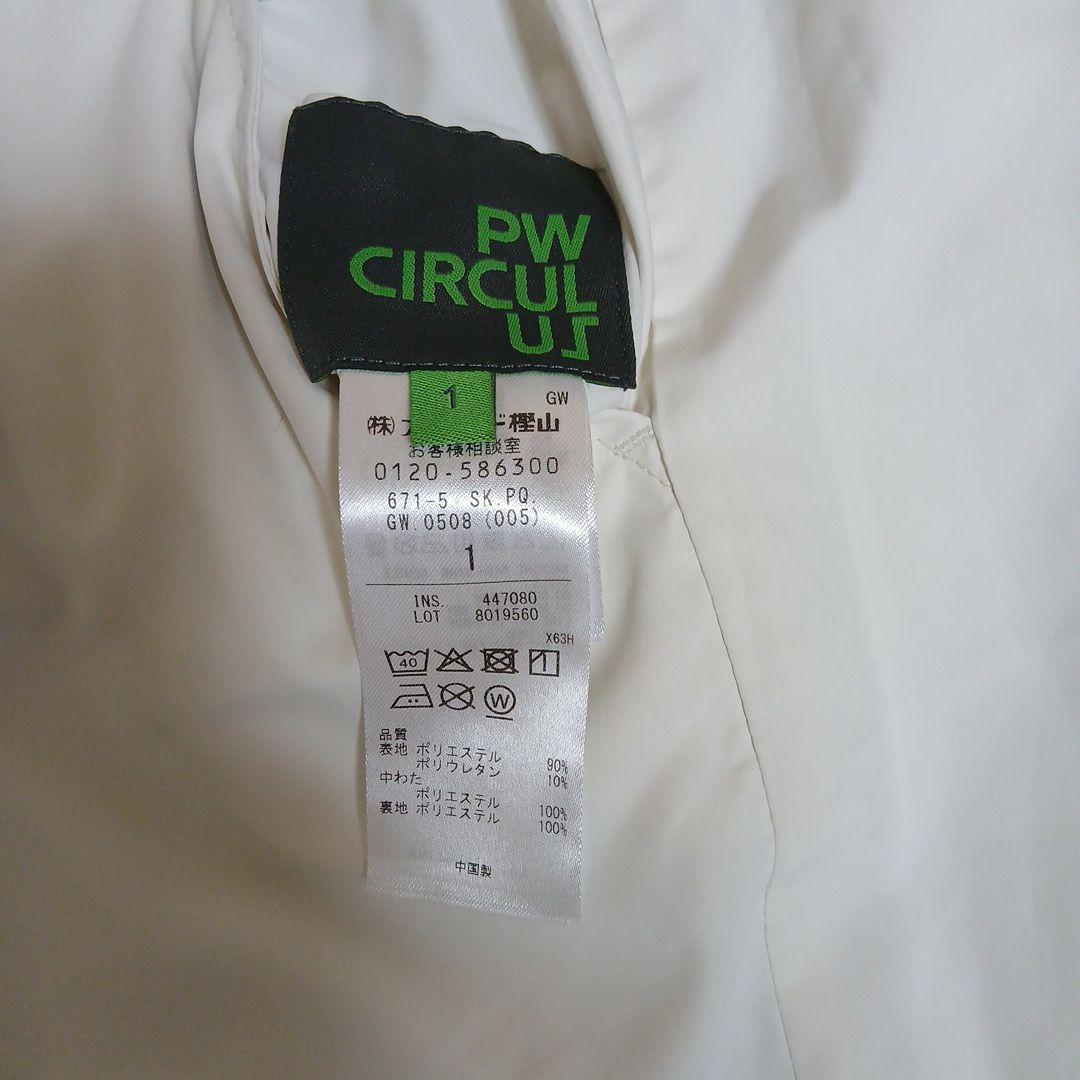 PW
CIRCUL
US
1
GW
㈱ ド樫山
お客様相談室
0120-586300
671-5 SK.PQ.
GW.0508 (005)
1
INS. 447080
LOT 8019560
X63H
40
1
W
品質
表地 ポリエステル 90%
ポリウレタン 10%
中わた
ポリエステル 100%
裏地 ポリエステル 100%
中国製